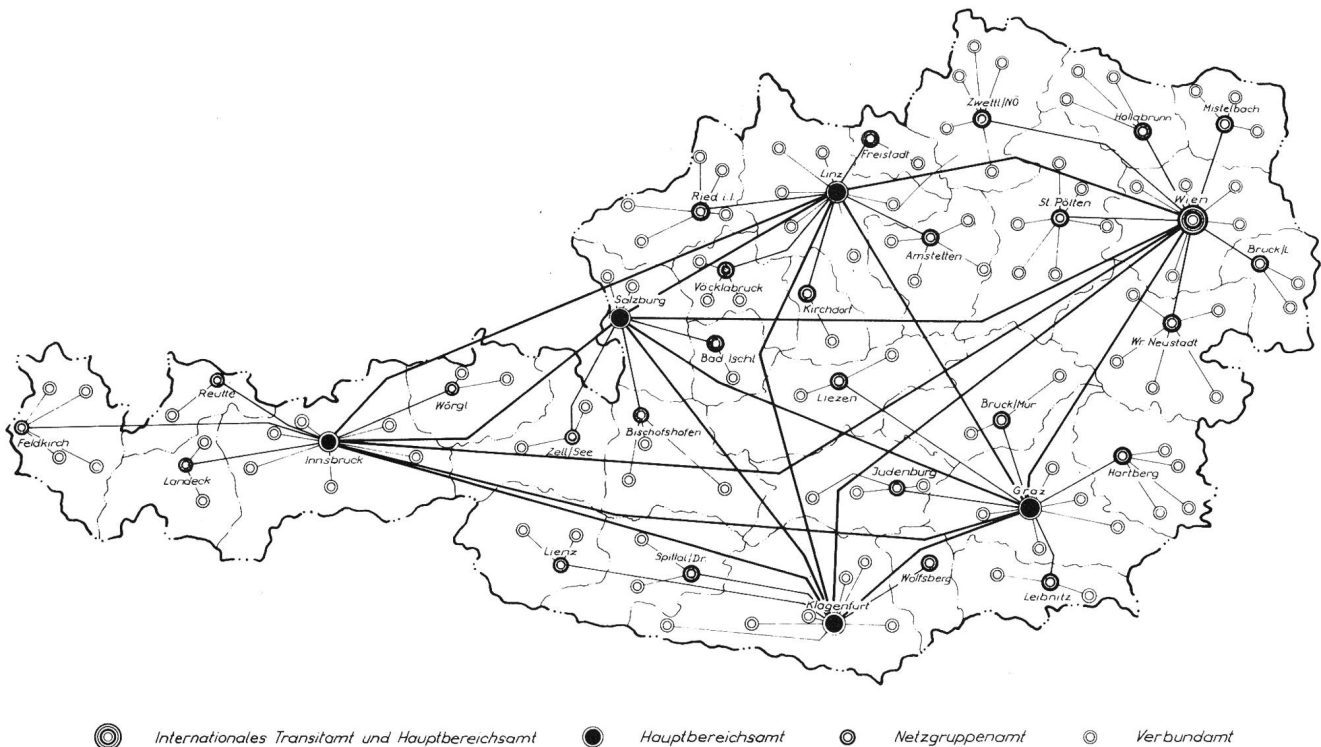 Zwettl/NÖ
Hollabrunn
Mistelbach
Freistadt
Linz
Ried i. I.
St. Pölten
Wien
Amstetten
Bruck/L.
Vöcklabruck
Salzburg
Kirchdorf
Wr. Neustadt
Bad Ischl
Reutte
Wörgl
Liezen
Bruck/Mur
Feldkirch
Bischofshofen
Zell/See
Innsbruck
Landeck
Judenburg
Hartberg
Graz
Lienz
Spittal/Dr.
Wolfsberg
Leibnitz
Klagenfurt
Internationales Transitamt und Hauptbereichsamt Hauptbereichsamt Netzgruppenamt Verbundamt